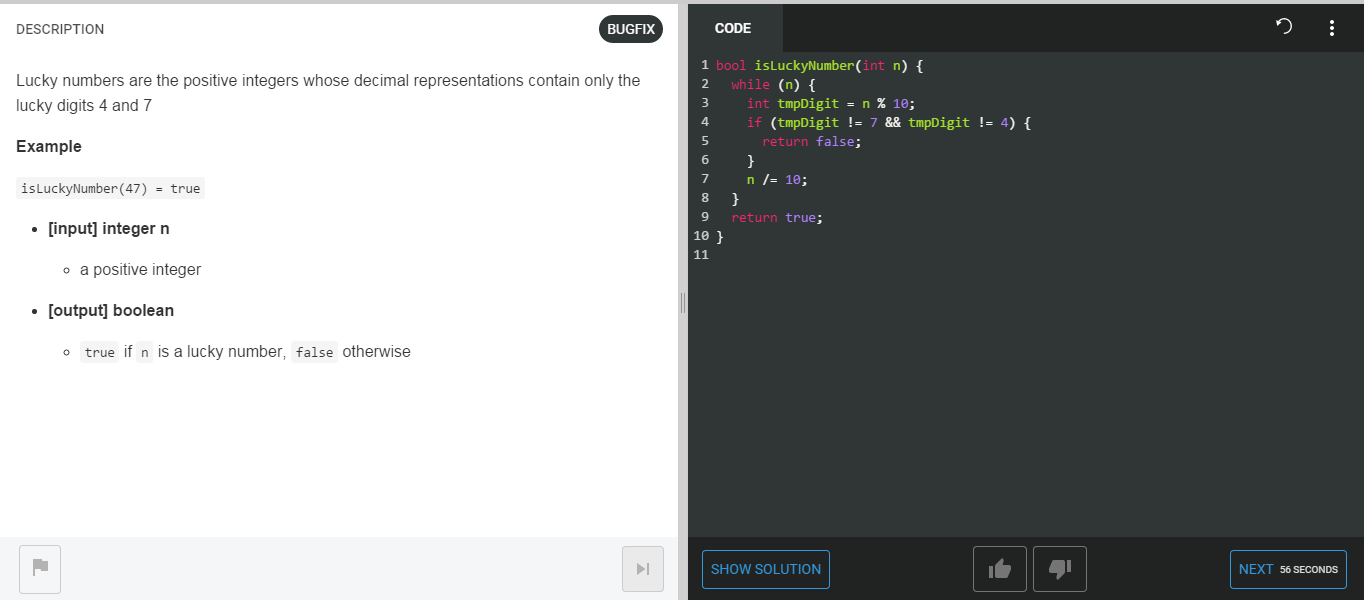 DESCRIPTION
BUGFIX
Lucky numbers are the positive integers whose decimal representations contain only the
lucky digits 4 and 7
Example
isLuckyNumber(47) = true
• [input] integer n
◦ a positive integer
• [output] boolean
◦ true if n is a lucky number, false otherwise
CODE
1 bool isLuckyNumber(int n) {
2   while (n) {
3     int tmpDigit = n % 10;
4     if (tmpDigit != 7 && tmpDigit != 4) {
5       return false;
6     }
7     n /= 10;
8   }
9   return true;
10 }
11
SHOW SOLUTION
NEXT 56 SECONDS